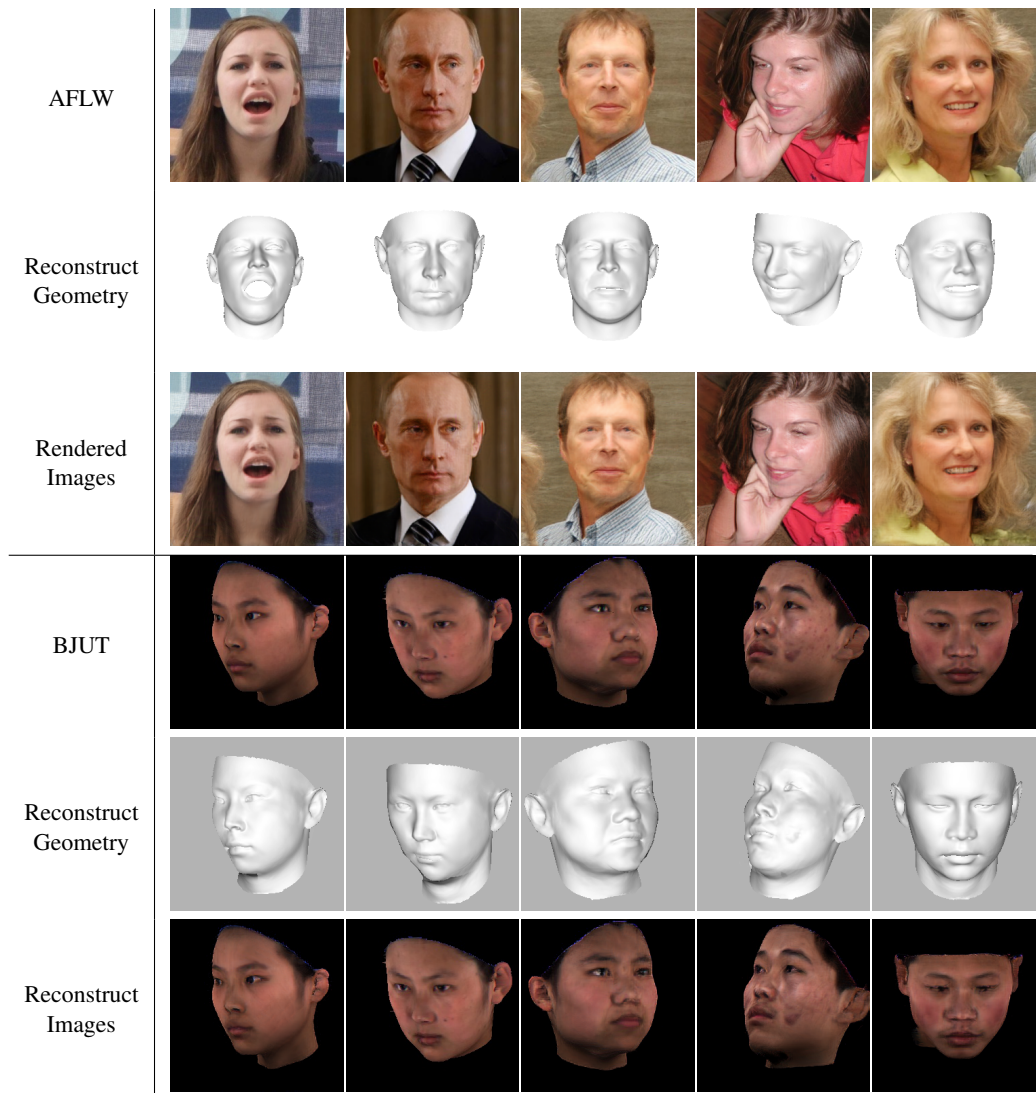 AFLW
Reconstruct
Geometry
Rendered
Images
BJUT
Reconstruct
Geometry
Reconstruct
Images